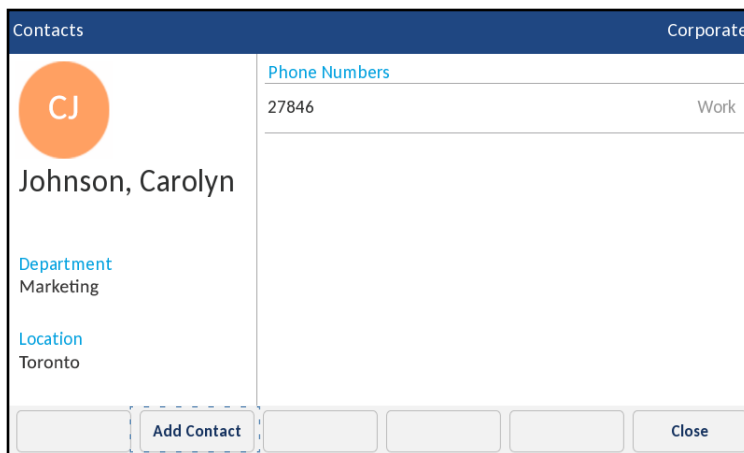 Contacts Corporate
CJ
Johnson, Carolyn
Department
Marketing
Location
Toronto
Phone Numbers
27846 Work
Add Contact Close